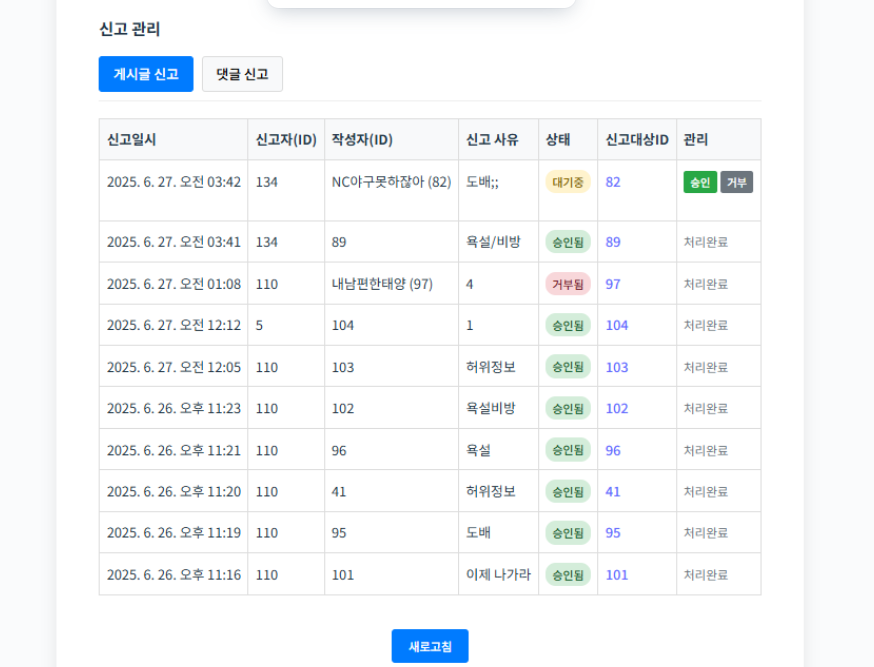 신고 관리
게시글 신고 댓글 신고
신고일시 신고자(ID) 작성자(ID) 신고 사유 상태 신고대상ID 관리
2025. 6. 27. 오전 03:42 134 NC야구못하잖아 (82) 도배;; 대기중 82 승인 거부
2025. 6. 27. 오전 03:41 134 89 욕설/비방 승인됨 89 처리완료
2025. 6. 27. 오전 01:08 110 내남편한태양 (97) 4 거부됨 97 처리완료
2025. 6. 27. 오전 12:12 5 104 1 승인됨 104 처리완료
2025. 6. 27. 오전 12:05 110 103 허위정보 승인됨 103 처리완료
2025. 6. 26. 오후 11:23 110 102 욕설비방 승인됨 102 처리완료
2025. 6. 26. 오후 11:21 110 96 욕설 승인됨 96 처리완료
2025. 6. 26. 오후 11:20 110 41 허위정보 승인됨 41 처리완료
2025. 6. 26. 오후 11:19 110 95 도배 승인됨 95 처리완료
2025. 6. 26. 오후 11:16 110 101 이제 나가라 승인됨 101 처리완료
새로고침